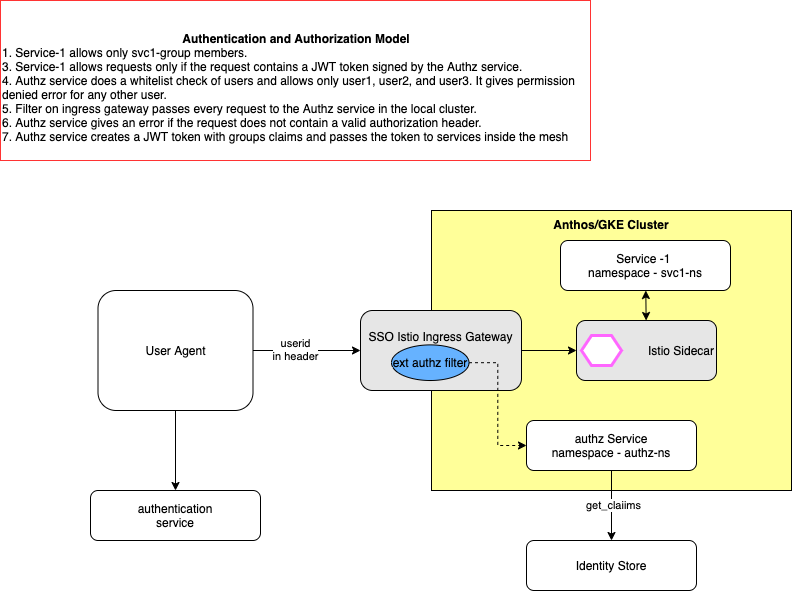 Authentication and Authorization Model
1. Service-1 allows only svc1-group members.
3. Service-1 allows requests only if the request contains a JWT token signed by the Authz service.
4. Authz service does a whitelist check of users and allows only user1, user2, and user3. It gives permission
denied error for any other user.
5. Filter on ingress gateway passes every request to the Authz service in the local cluster.
6. Authz service gives an error if the request does not contain a valid authorization header.
7. Authz service creates a JWT token with groups claims and passes the token to services inside the mesh
Anthos/GKE Cluster
Service -1
namespace - svc1-ns
User Agent
userid
in header
SSO Istio Ingress Gateway
ext authz filter
Istio Sidecar
authz Service
namespace - authz-ns
authentication
service
get_claiims
Identity Store